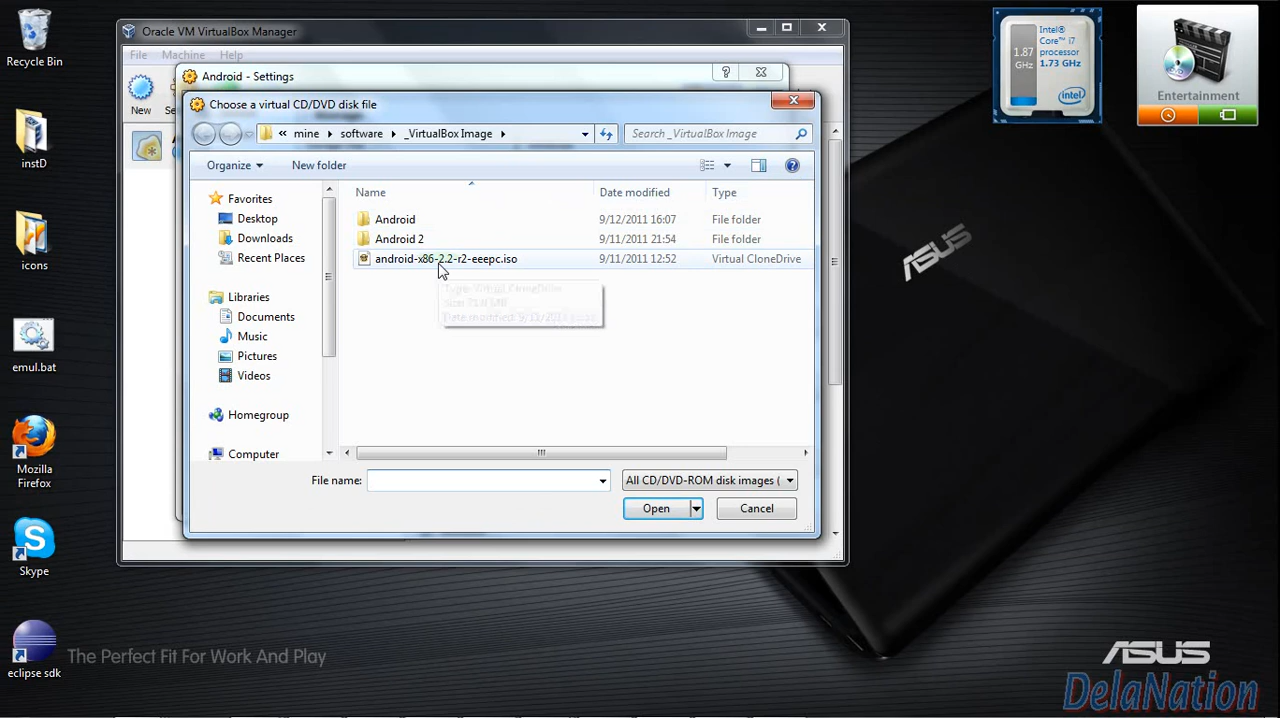 Recycle Bin
instD
icons
emul.bat
Mozilla
Firefox
Skype
eclipse sdk
Oracle VM VirtualBox Manager
File Machine Help
New
Android - Settings
Choose a virtual CD/DVD disk file
« mine software _VirtualBox Image
Search _VirtualBox Image
Organize New folder
Favorites
Desktop
Downloads
Recent Places
Libraries
Documents
Music
Pictures
Videos
Homegroup
Computer
Name Date modified Type
Android 9/12/2011 16:07 File folder
Android 2 9/11/2011 21:54 File folder
android-x86-2.2-r2-eeepc.iso 9/11/2011 12:52 Virtual CloneDrive
File name: All CD/DVD-ROM disk images (
Open Cancel
1.87
GHz
Intel®
Core™ i7
processor
1.73 GHz
intel
Entertainment
ASUS
The Perfect Fit For Work And Play
ASUS
DelaNation